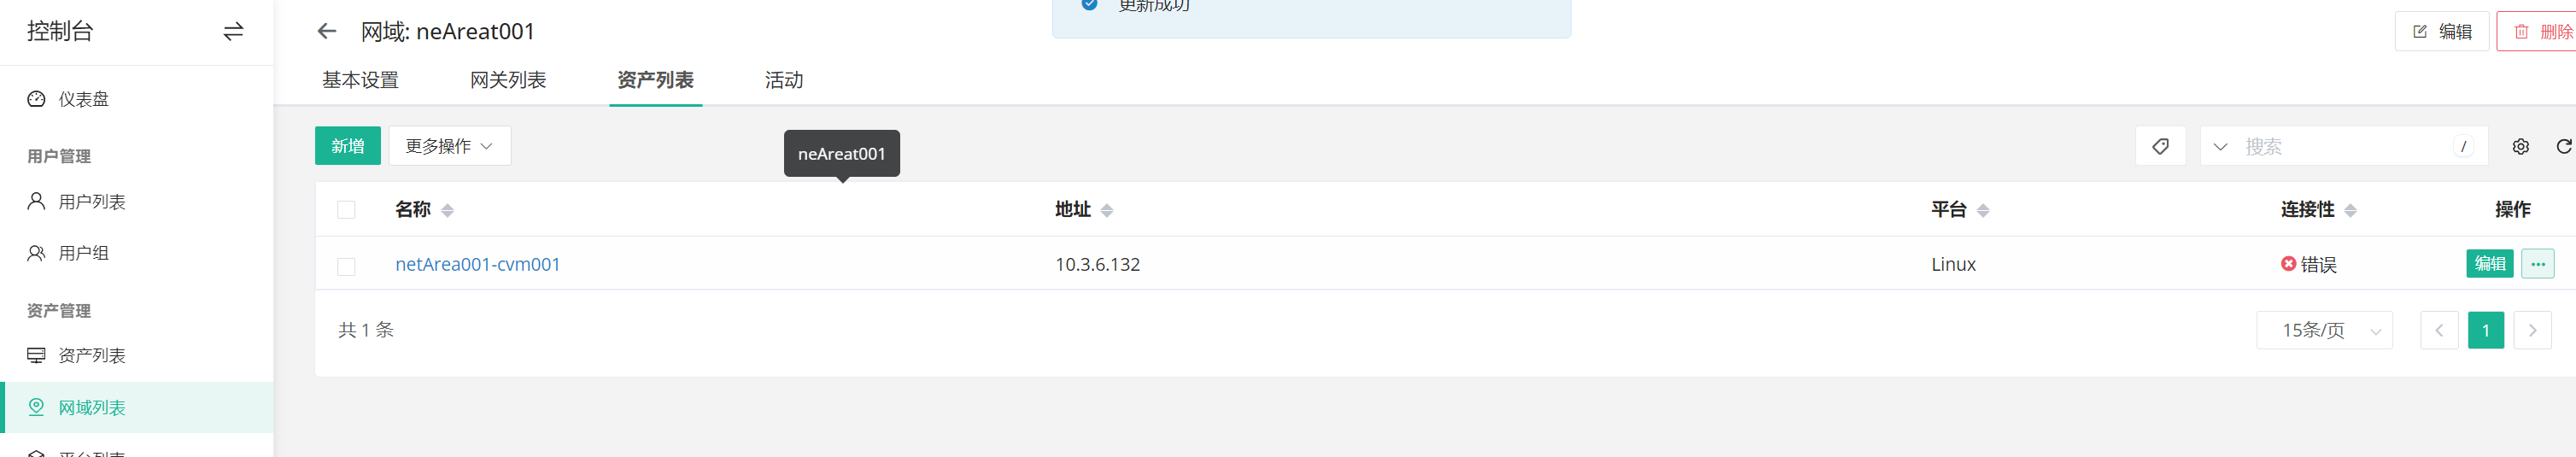 控制台
网域: neAreat001
更新成功
编辑
删除
基本设置
网关列表
资产列表
活动
仪表盘
用户管理
用户列表
用户组
资产管理
资产列表
网域列表
平台列表
新增
更多操作
neAreat001
搜索
/
名称
地址
平台
连接性
操作
netArea001-cvm001
10.3.6.132
Linux
错误
编辑
···
共 1 条
15条/页
1